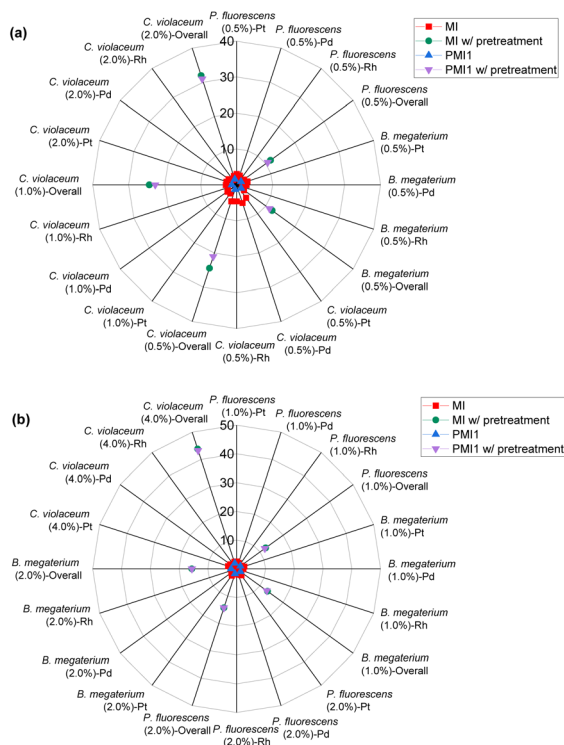 (a)
P. fluorescens
(0.5%)-Pt
P. fluorescens
(0.5%)-Pd
P. fluorescens
(0.5%)-Rh
P. fluorescens
(0.5%)-Overall
B. megaterium
(0.5%)-Pt
B. megaterium
(0.5%)-Pd
B. megaterium
(0.5%)-Rh
B. megaterium
(0.5%)-Overall
C. violaceum
(0.5%)-Pt
C. violaceum
(0.5%)-Pd
C. violaceum
(0.5%)-Rh
C. violaceum
(0.5%)-Overall
C. violaceum
(1.0%)-Pt
C. violaceum
(1.0%)-Pd
C. violaceum
(1.0%)-Rh
C. violaceum
(1.0%)-Overall
C. violaceum
(2.0%)-Pt
C. violaceum
(2.0%)-Pd
C. violaceum
(2.0%)-Rh
C. violaceum
(2.0%)-Overall
40
30
20
10
MI
MI w/ pretreatment
PMI1
PMI1 w/ pretreatment
(b)
P. fluorescens
(1.0%)-Pt
P. fluorescens
(1.0%)-Pd
P. fluorescens
(1.0%)-Rh
P. fluorescens
(1.0%)-Overall
B. megaterium
(1.0%)-Pt
B. megaterium
(1.0%)-Pd
B. megaterium
(1.0%)-Rh
B. megaterium
(1.0%)-Overall
P. fluorescens
(2.0%)-Pt
P. fluorescens
(2.0%)-Pd
P. fluorescens
(2.0%)-Rh
P. fluorescens
(2.0%)-Overall
B. megaterium
(2.0%)-Pt
B. megaterium
(2.0%)-Pd
B. megaterium
(2.0%)-Rh
B. megaterium
(2.0%)-Overall
C. violaceum
(4.0%)-Pt
C. violaceum
(4.0%)-Pd
C. violaceum
(4.0%)-Rh
C. violaceum
(4.0%)-Overall
50
40
30
20
10
MI
MI w/ pretreatment
PMI1
PMI1 w/ pretreatment